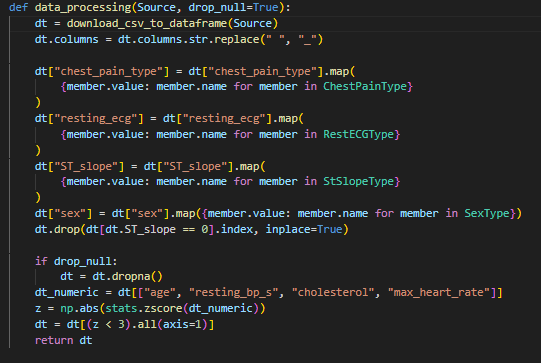 def data_processing(Source, drop_null=True):
    dt = download_csv_to_dataframe(Source)
    dt.columns = dt.columns.str.replace(" ", "_")

    dt["chest_pain_type"] = dt["chest_pain_type"].map(
        {member.value: member.name for member in ChestPainType}
    )
    dt["resting_ecg"] = dt["resting_ecg"].map(
        {member.value: member.name for member in RestECGType}
    )
    dt["ST_slope"] = dt["ST_slope"].map(
        {member.value: member.name for member in StSlopeType}
    )
    dt["sex"] = dt["sex"].map({member.value: member.name for member in SexType})
    dt.drop(dt[dt.ST_slope == 0].index, inplace=True)

    if drop_null:
        dt = dt.dropna()
    dt_numeric = dt[["age", "resting_bp_s", "cholesterol", "max_heart_rate"]]
    z = np.abs(stats.zscore(dt_numeric))
    dt = dt[(z < 3).all(axis=1)]
    return dt